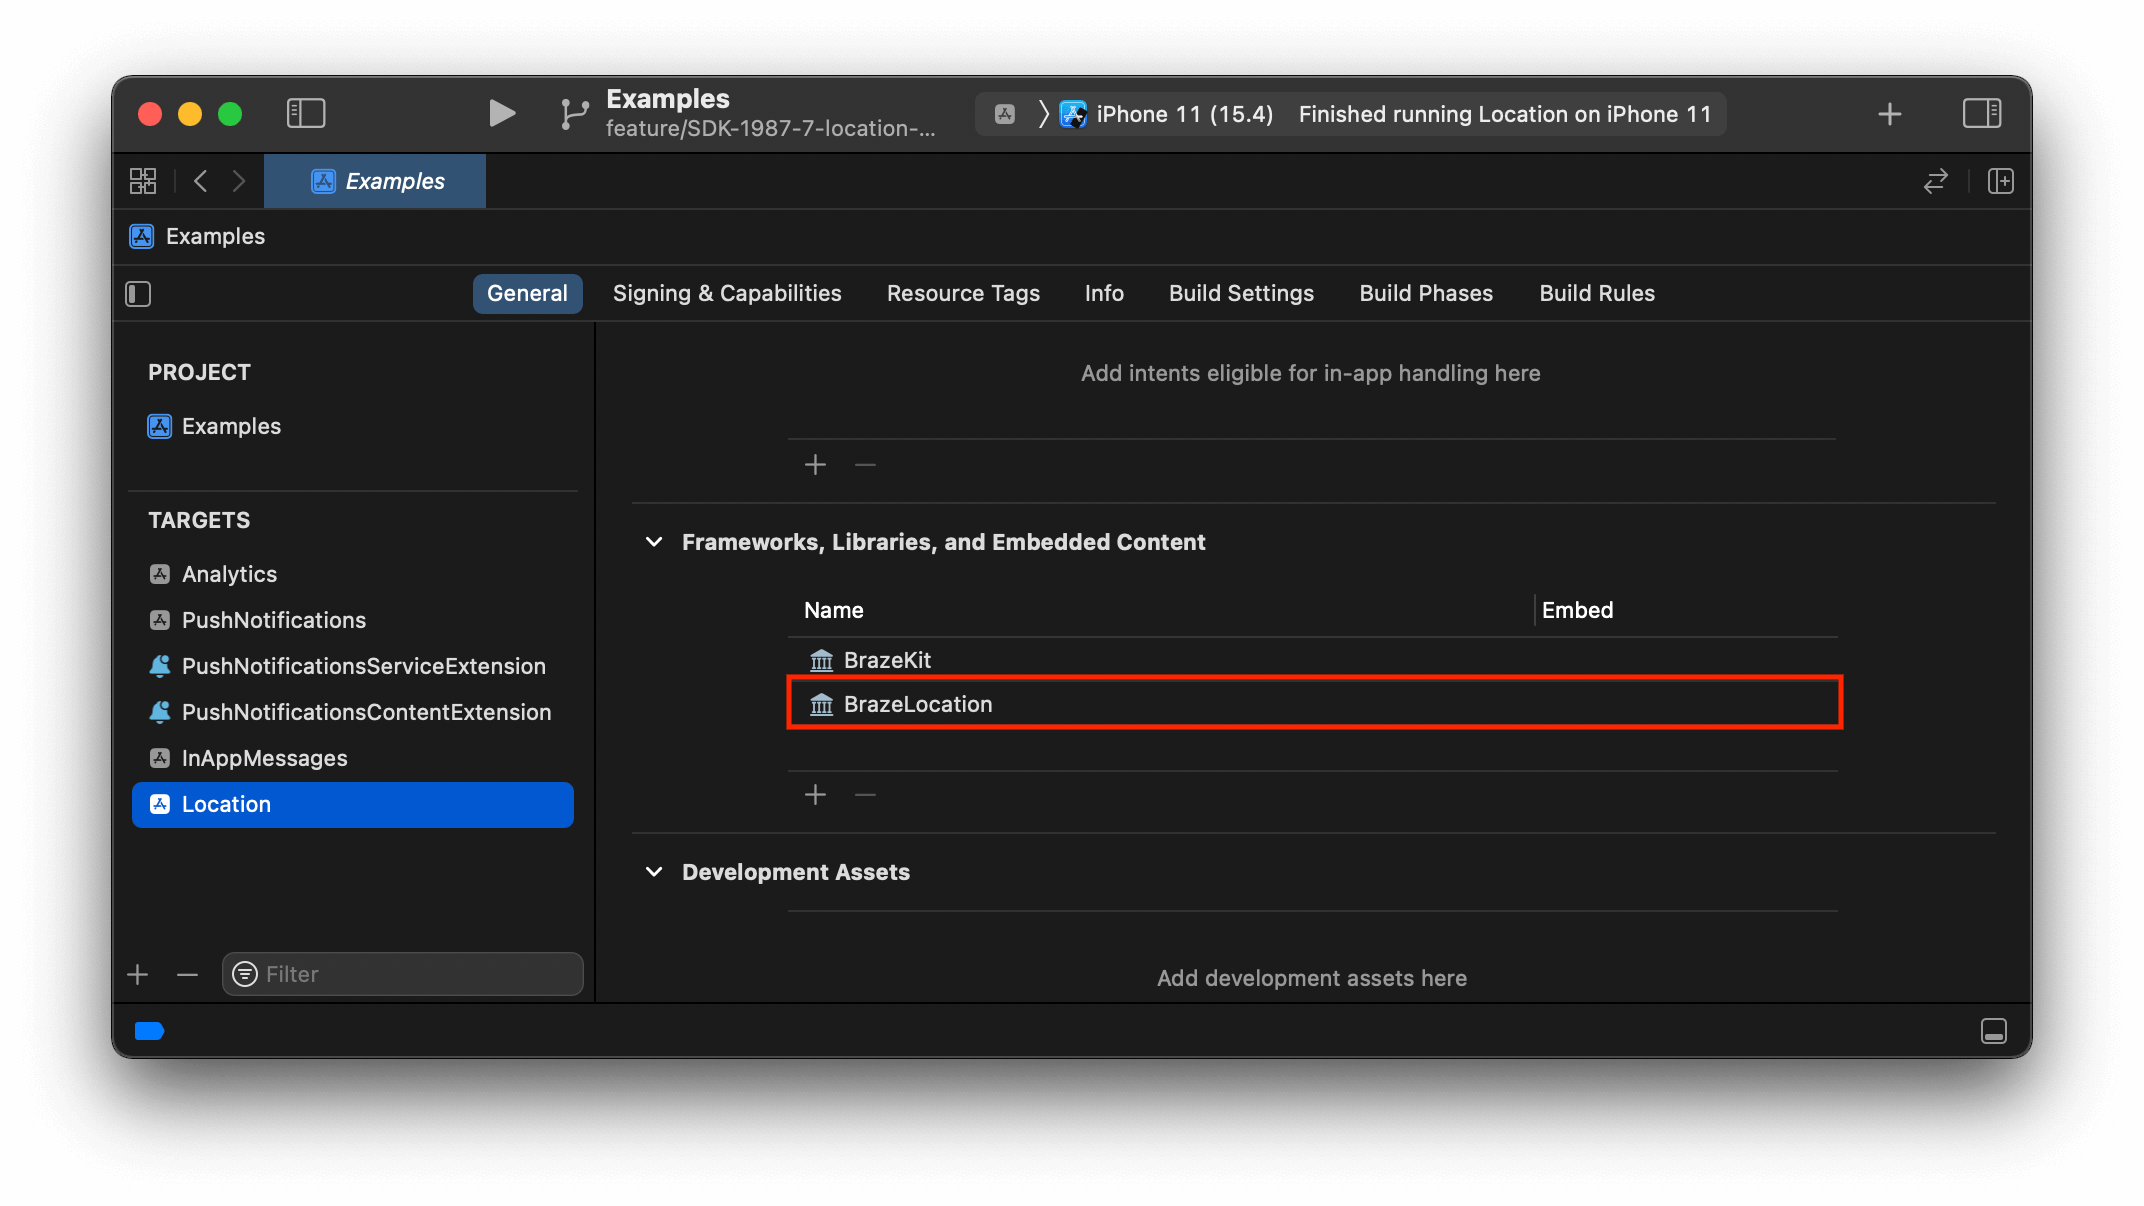 Examples
feature/SDK-1987-7-location-...
iPhone 11 (15.4) Finished running Location on iPhone 11
Examples
Examples
General Signing & Capabilities Resource Tags Info Build Settings Build Phases Build Rules
PROJECT
Examples
TARGETS
Analytics
PushNotifications
PushNotificationsServiceExtension
PushNotificationsContentExtension
InAppMessages
Location
Filter
Add intents eligible for in-app handling here
Frameworks, Libraries, and Embedded Content
Name Embed
BrazeKit
BrazeLocation
Development Assets
Add development assets here